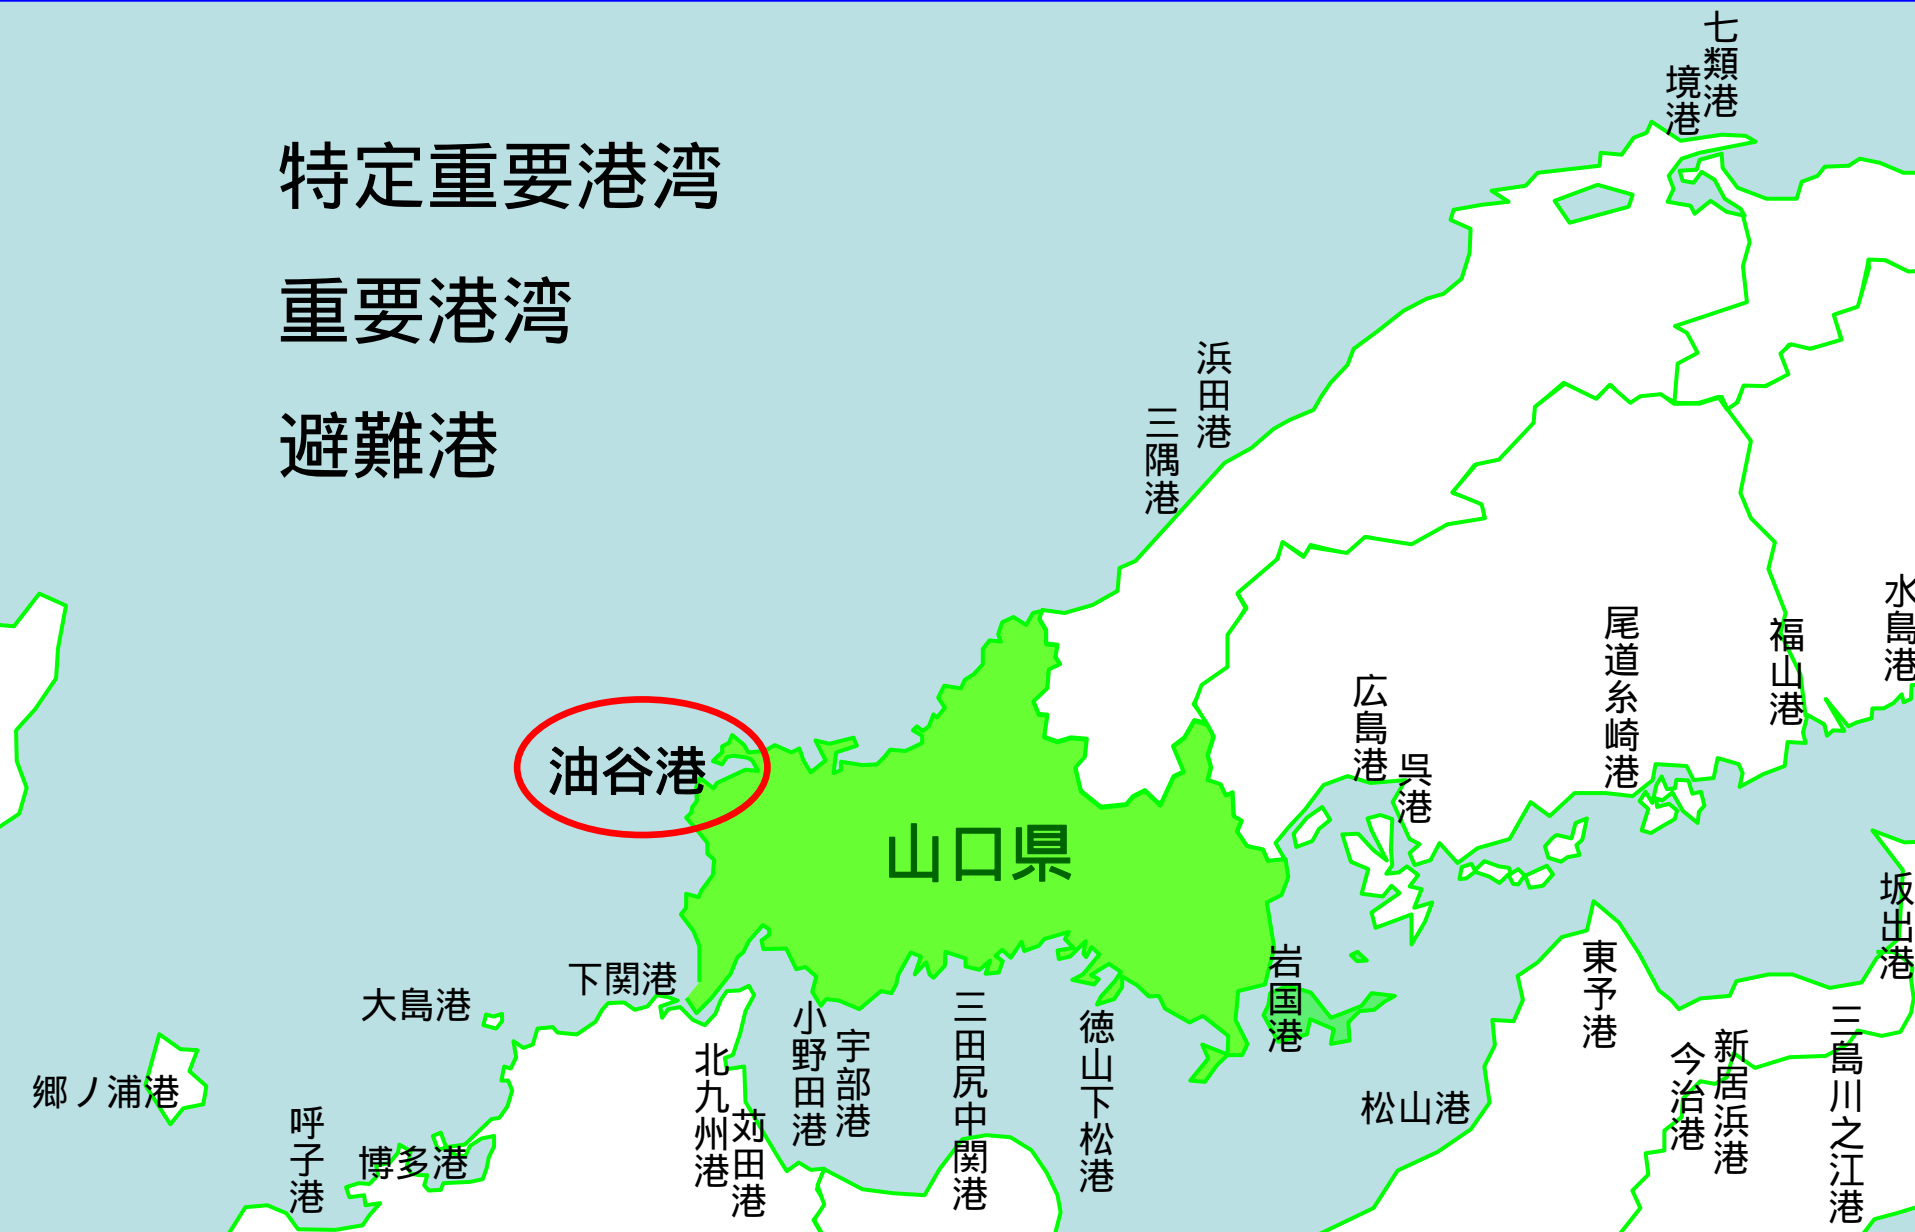 七類港
境港
特定重要港湾
重要港湾
避難港
浜田港
三隅港
水島港
尾道糸崎港
福山港
広島港
呉港
油谷港
山口県
坂出港
東予港
岩国港
下関港
大島港
三田尻中関港
小野田港
宇部港
徳山下松港
三島川之江港
新居浜港
今治港
北九州港
苅田港
郷ノ浦港
松山港
呼子港
博多港